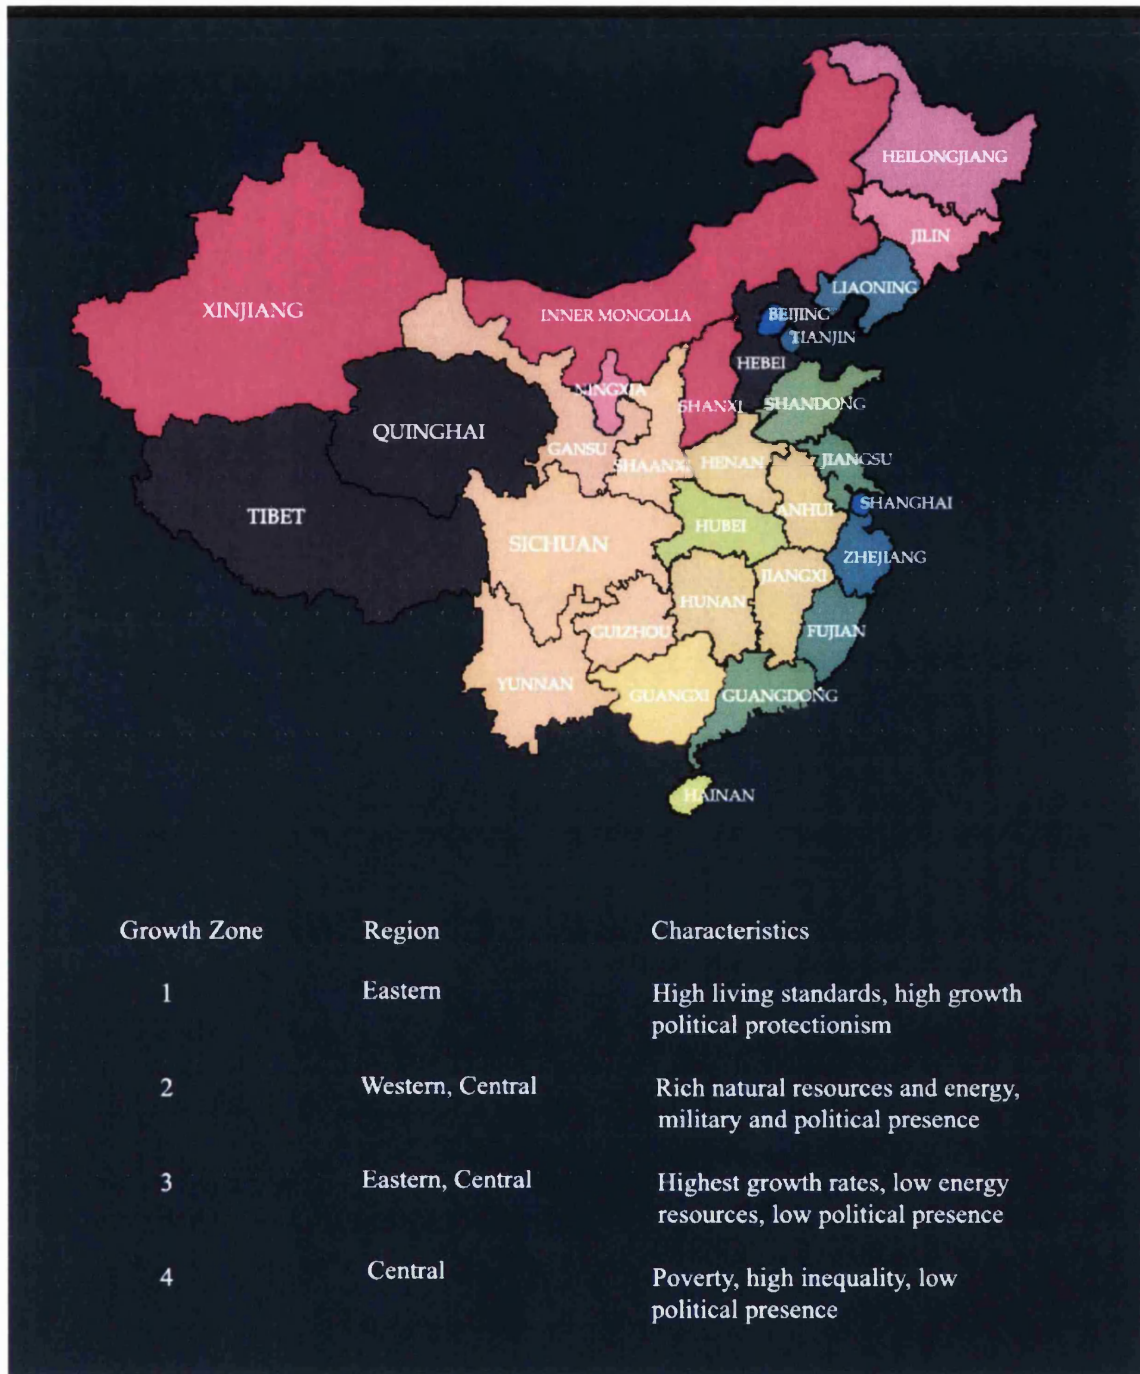 HEILONGJIANG
JILIN
LIAONING
XINJIANG
INNER MONGOLIA
BEIJING
TIANJIN
HEBEI
NINGXIA
SHANXI
SHANDONG
QUINGHAI
GANSU
SHAANXI
HENAN
JIANGSU
TIBET
ANHUI
SHANGHAI
HUBEI
SICHUAN
ZHEJIANG
JIANGXI
HUNAN
GUIZHOU
FUJIAN
YUNNAN
GUANGXI
GUANGDONG
HAINAN
Growth Zone Region Characteristics
1 Eastern High living standards, high growth
political protectionism
2 Western, Central Rich natural resources and energy,
military and political presence
3 Eastern, Central Highest growth rates, low energy
resources, low political presence
4 Central Poverty, high inequality, low
political presence